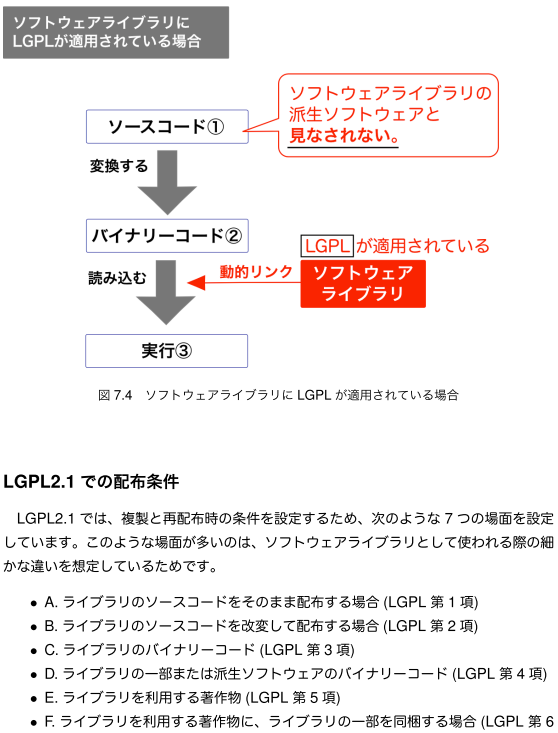 ソフトウェアライブラリに
LGPLが適用されている場合
ソフトウェアライブラリの
派生ソフトウェアと
見なされない。
ソースコード①
変換する
バイナリーコード②
LGPL が適用されている
読み込む
動的リンク
ソフトウェア
ライブラリ
実行③
図 7.4　ソフトウェアライブラリに LGPL が適用されている場合
LGPL2.1 での配布条件
LGPL2.1 では、複製と再配布時の条件を設定するため、次のような 7 つの場面を設定
しています。このような場面が多いのは、ソフトウェアライブラリとして使われる際の細
かな違いを想定しているためです。
• A. ライブラリのソースコードをそのまま配布する場合 (LGPL 第 1 項)
• B. ライブラリのソースコードを改変して配布する場合 (LGPL 第 2 項)
• C. ライブラリのバイナリーコード (LGPL 第 3 項)
• D. ライブラリの一部または派生ソフトウェアのバイナリーコード (LGPL 第 4 項)
• E. ライブラリを利用する著作物 (LGPL 第 5 項)
• F. ライブラリを利用する著作物に、ライブラリの一部を同梱する場合 (LGPL 第 6